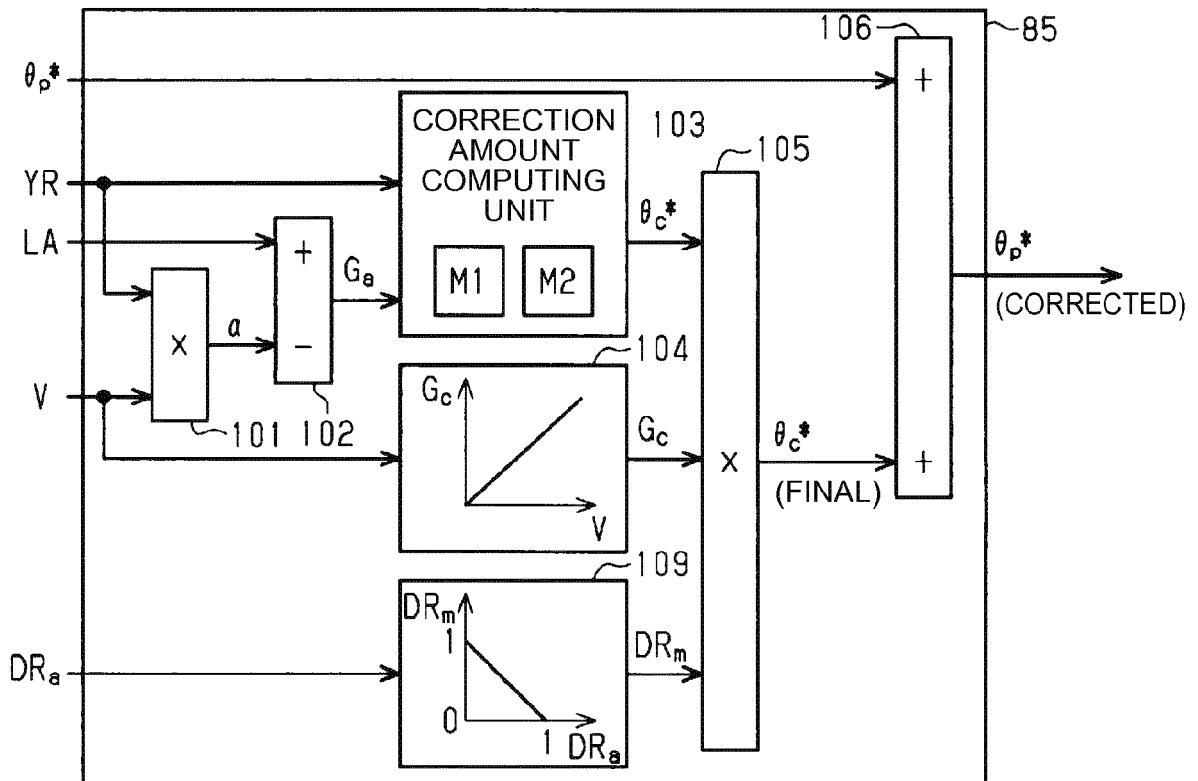 106
85
θp*
+
CORRECTION
AMOUNT
COMPUTING
UNIT
103
105
YR
θc*
LA
+
Ga
M1
M2
θp*
(CORRECTED)
×
a
−
104
V
Gc
101
102
Gc
×
θc*
+
(FINAL)
V
109
DRm
1
DRm
DRa
0
1
DRa